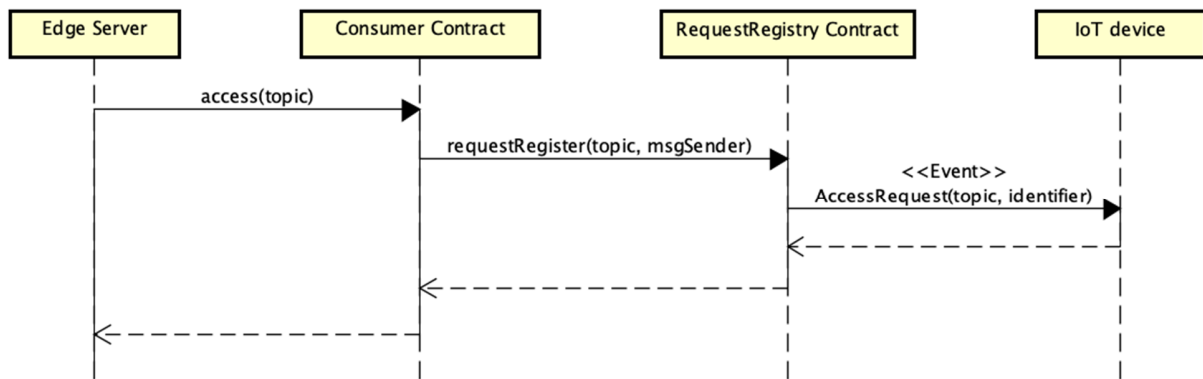 Edge Server
Consumer Contract
RequestRegistry Contract
IoT device
access(topic)
requestRegister(topic, msgSender)
<<Event>>
AccessRequest(topic, identifier)